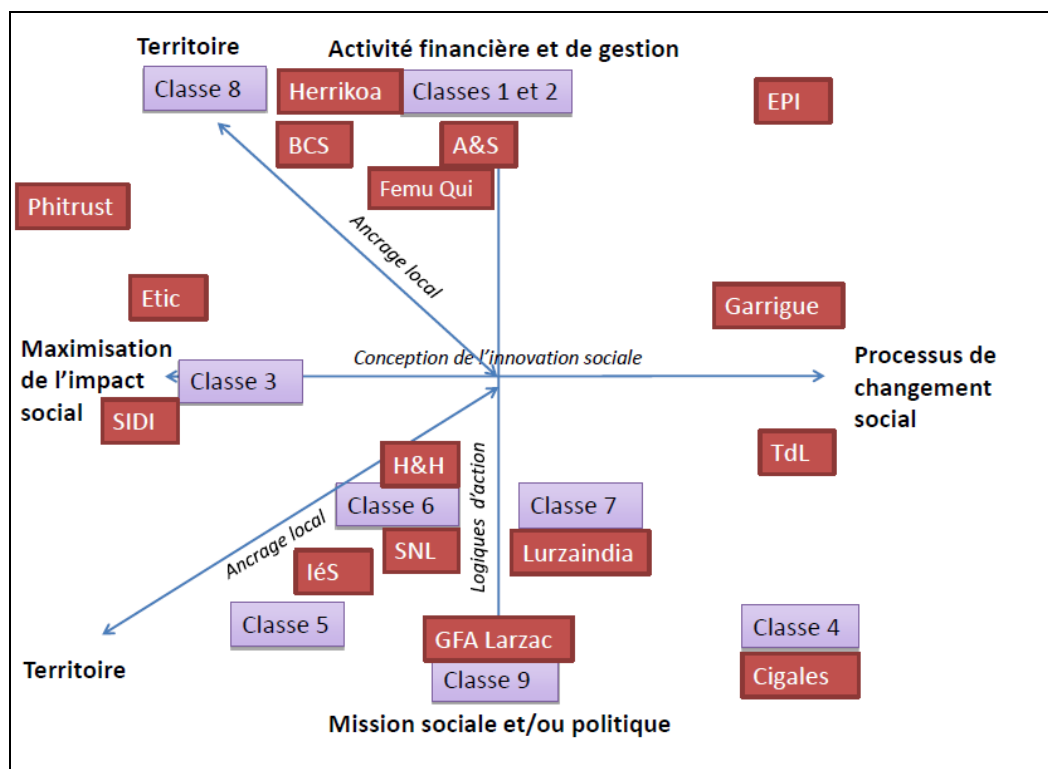 Territoire
Activité financière et de gestion
Classe 8
Herrikoa
Classes 1 et 2
EPI
BCS
A&S
Femu Qui
Phitrust
Ancrage local
Etic
Garrigue
Maximisation
de l'impact
social
Conception de l'innovation sociale
Processus de
changement
social
Classe 3
SIDI
H&H
TdL
Classe 6
Classe 7
Logiques d'action
Ancrage local
SNL
Lurzaindia
IéS
Classe 5
GFA Larzac
Classe 4
Territoire
Classe 9
Cigales
Mission sociale et/ou politique